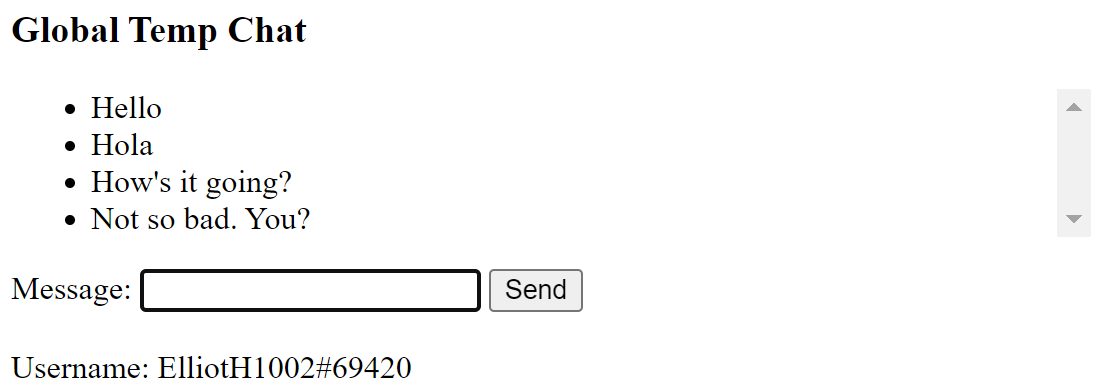 Global Temp Chat
Hello
Hola
How's it going?
Not so bad. You?
Message: Send
Username: ElliotH1002#69420